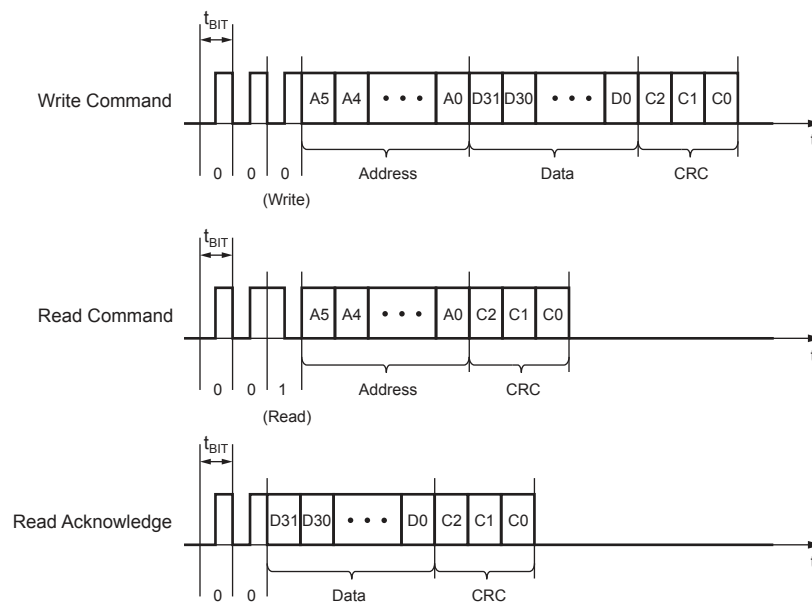 tBIT
Write Command
A5 A4 • • • A0 D31 D30 • • • D0 C2 C1 C0
t
0 0 0 Address Data CRC
(Write)
tBIT
Read Command
A5 A4 • • • A0 C2 C1 C0
t
0 0 1 Address CRC
(Read)
tBIT
Read Acknowledge
D31 D30 • • • D0 C2 C1 C0
t
0 0 Data CRC